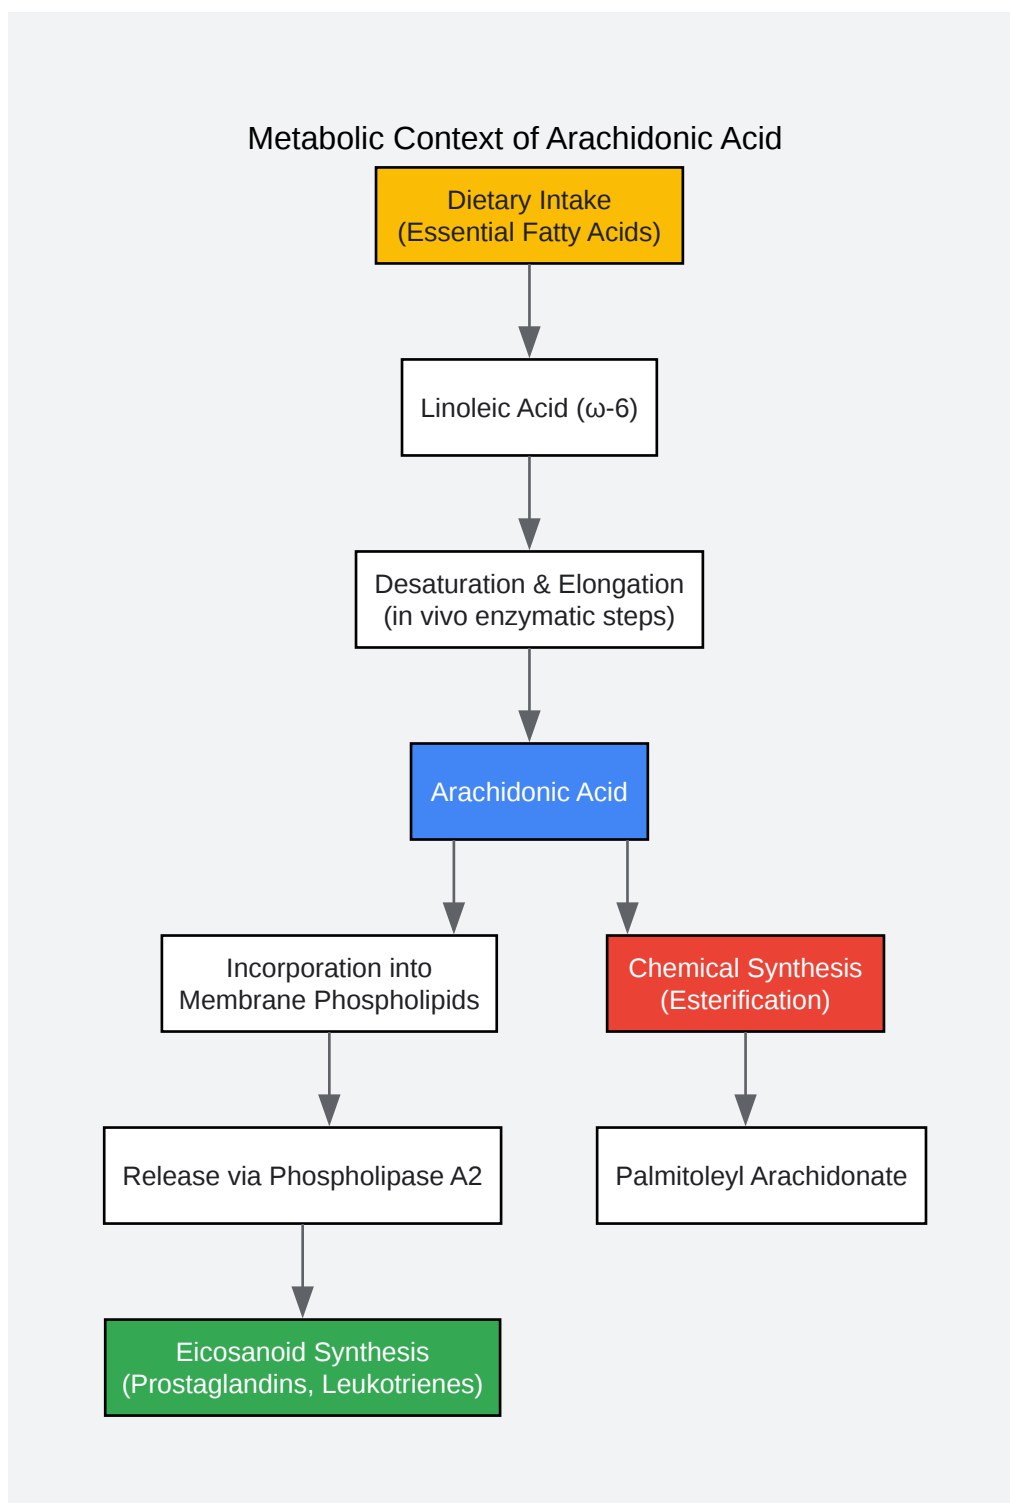 Metabolic Context of Arachidonic Acid
Dietary Intake
(Essential Fatty Acids)
Linoleic Acid (ω-6)
Desaturation & Elongation
(in vivo enzymatic steps)
Arachidonic Acid
Incorporation into
Membrane Phospholipids
Chemical Synthesis
(Esterification)
Release via Phospholipase A2
Palmitoleyl Arachidonate
Eicosanoid Synthesis
(Prostaglandins, Leukotrienes)